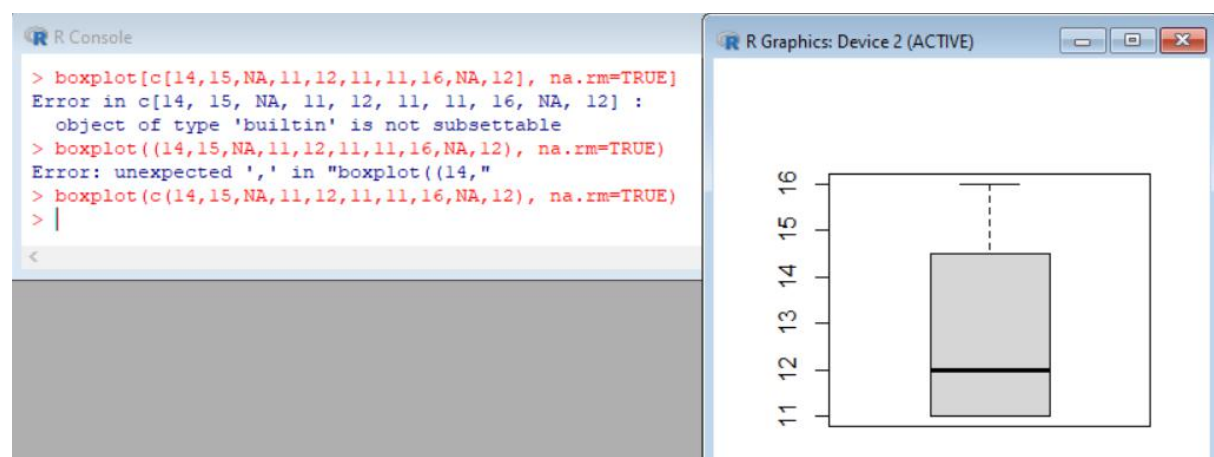 R Console
> boxplot[c[14,15,NA,11,12,11,11,16,NA,12], na.rm=TRUE]
Error in c[14, 15, NA, 11, 12, 11, 11, 16, NA, 12] :
  object of type 'builtin' is not subsettable
> boxplot((14,15,NA,11,12,11,11,16,NA,12), na.rm=TRUE)
Error: unexpected ',' in "boxplot((14,"
> boxplot(c(14,15,NA,11,12,11,11,16,NA,12), na.rm=TRUE)
>
R Graphics: Device 2 (ACTIVE)
16
15
14
13
12
11